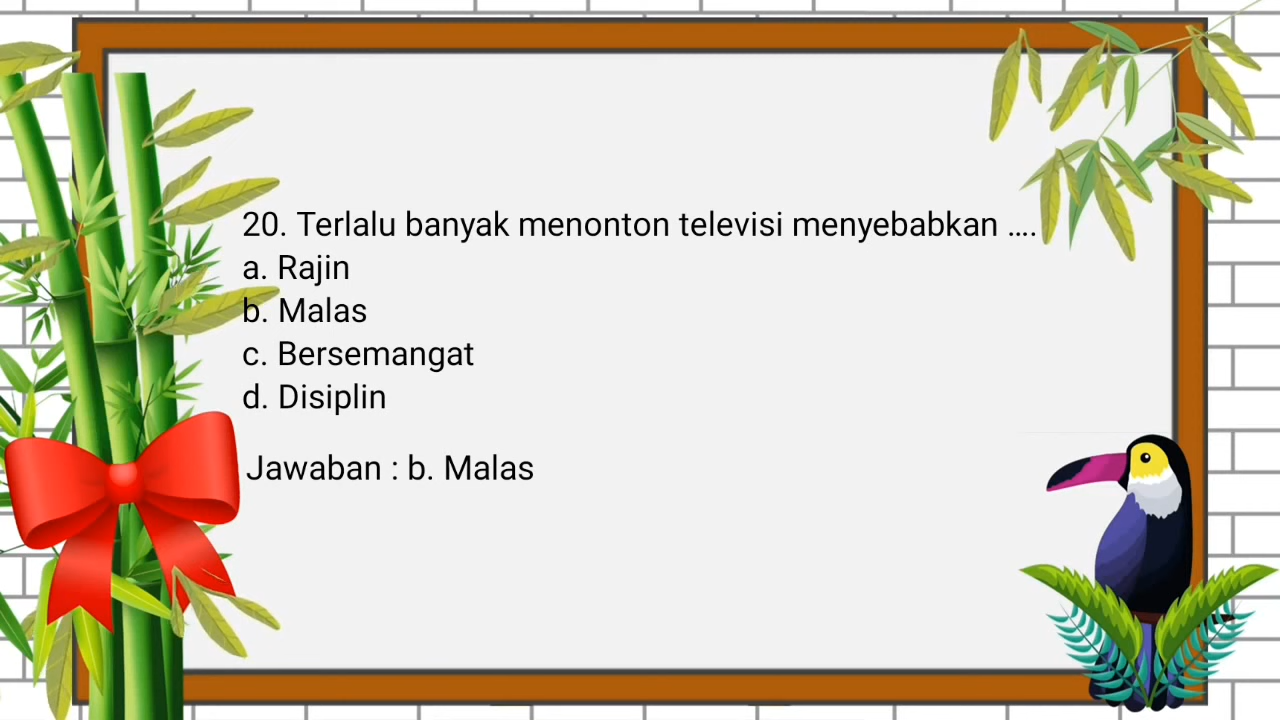 20. Terlalu banyak menonton televisi menyebabkan ....
a. Rajin
b. Malas
c. Bersemangat
d. Disiplin
Jawaban : b. Malas